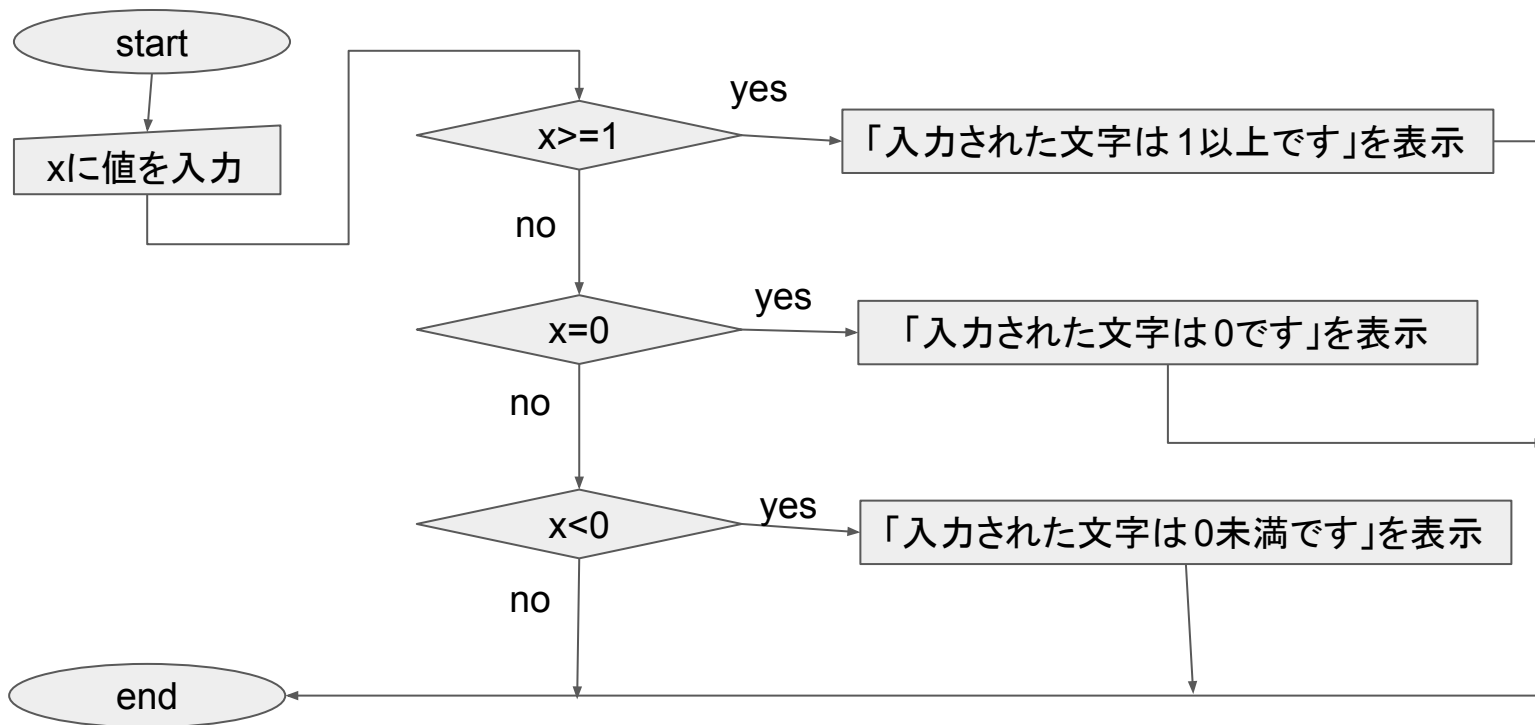 start
xに値を入力
x>=1
yes
「入力された文字は1以上です」を表示
no
x=0
yes
「入力された文字は0です」を表示
no
x<0
yes
「入力された文字は0未満です」を表示
no
end